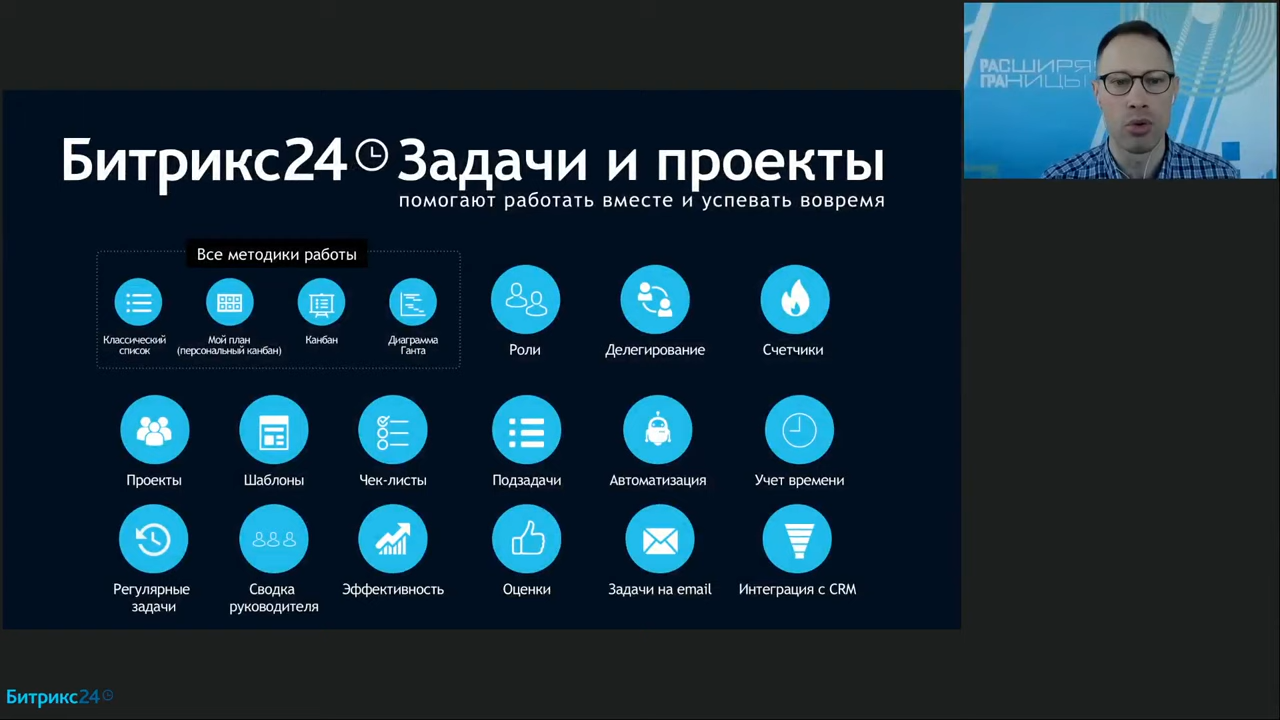 РАСШИРЯ
ГРАНИЦЫ
Битрикс24 Задачи и проекты
помогают работать вместе и успевать вовремя
Все методики работы
Классический
список
Мой план
(персональный канбан)
Канбан
Диаграмма
Ганта
Роли
Делегирование
Счетчики
Проекты
Шаблоны
Чек-листы
Подзадачи
Автоматизация
Учет времени
Регулярные
задачи
Сводка
руководителя
Эффективность
Оценки
Задачи на email
Интеграция с CRM
Битрикс24